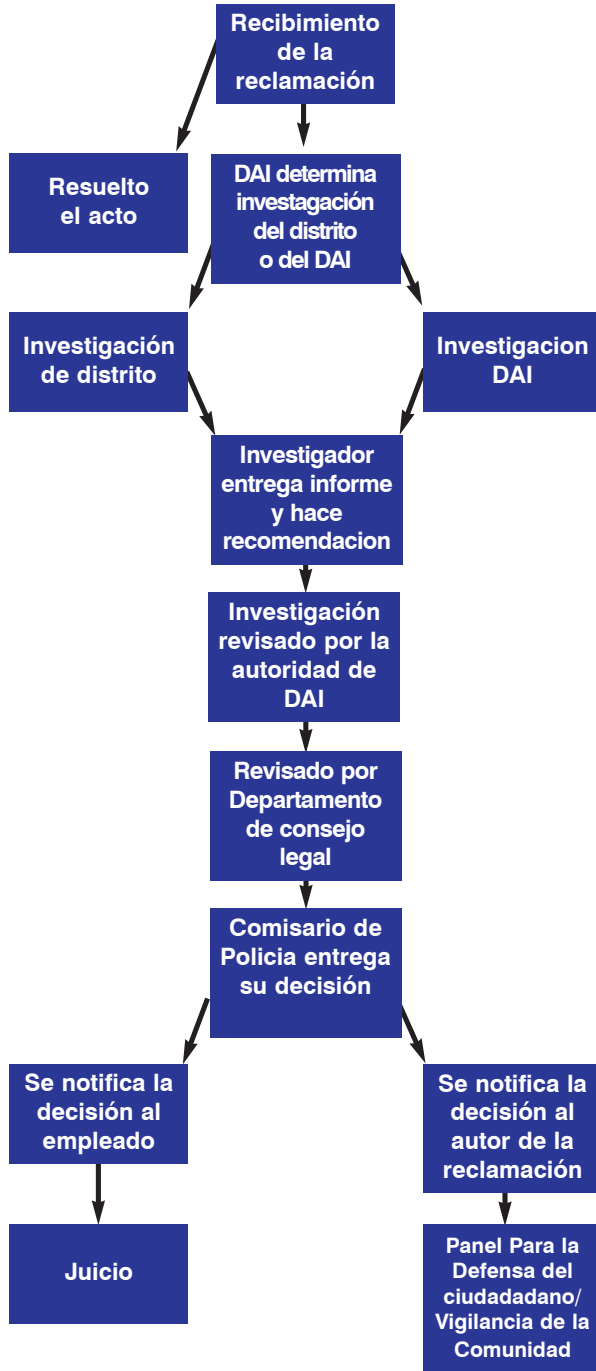 Recibimiento
de la
reclamación
Resuelto
el acto
DAI determina
investagación
del distrito
o del DAI
Investigación
de distrito
Investigacion
DAI
Investigador
entrega informe
y hace
recomendacion
Investigación
revisado por la
autoridad de
DAI
Revisado por
Departamento
de consejo
legal
Comisario de
Policia entrega
su decisión
Se notifica la
decisión al
empleado
Se notifica la
decisión al
autor de la
reclamación
Juicio
Panel Para la
Defensa del
ciudadadano/
Vigilancia de la
Comunidad